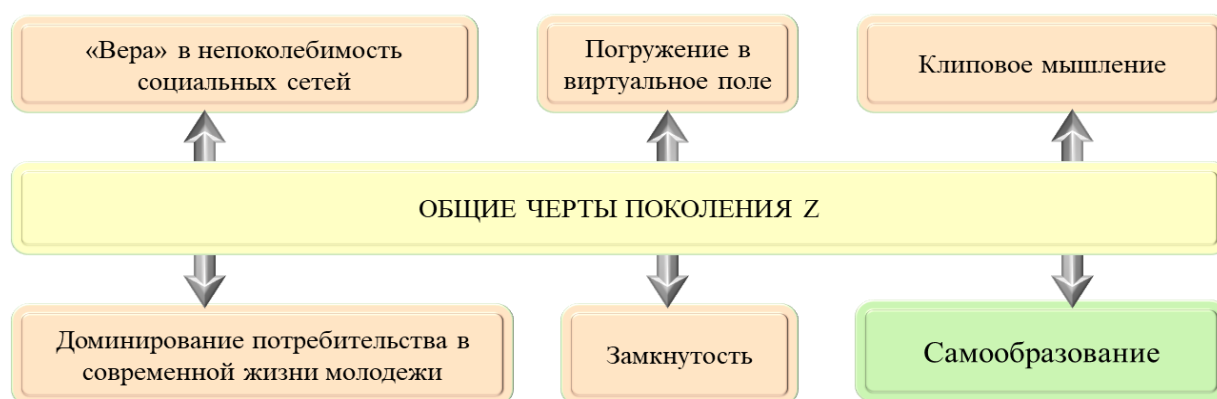 «Вера» в непоколебимость
социальных сетей
Погружение в
виртуальное поле
Клиповое мышление
ОБЩИЕ ЧЕРТЫ ПОКОЛЕНИЯ Z
Доминирование потребительства в
современной жизни молодежи
Замкнутость
Самообразование